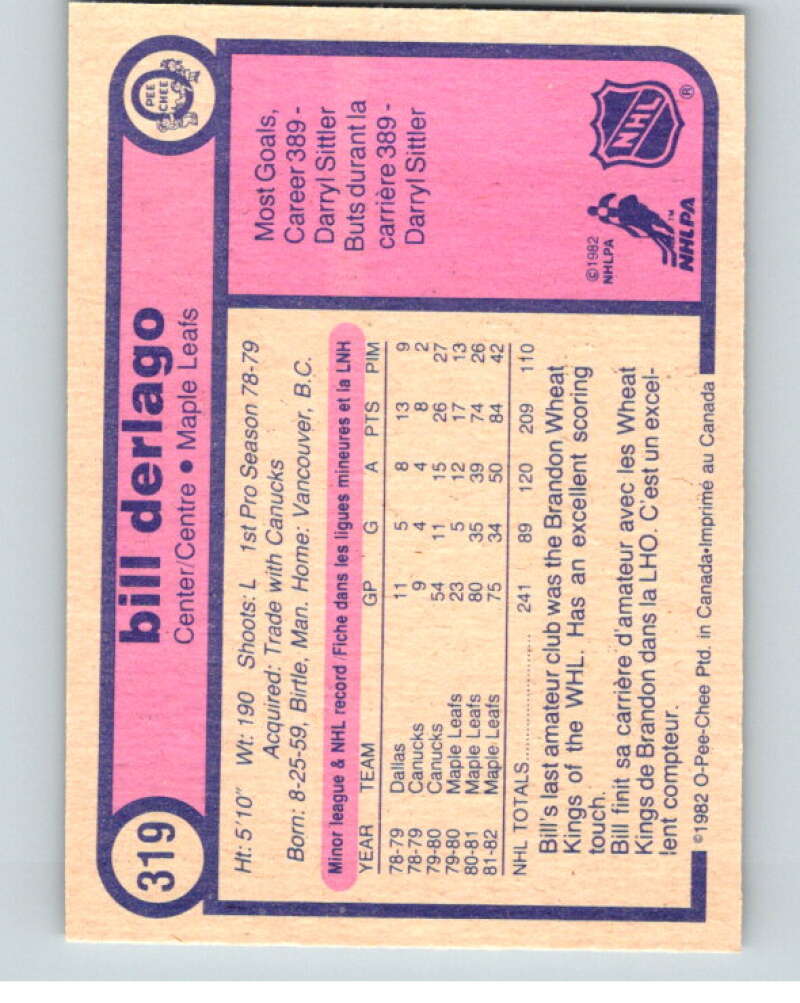 319
bill derlago
Center/Centre • Maple Leafs
O
PEE
CHEE
Ht: 5'10" Wt: 190 Shoots: L 1st Pro Season 78-79
Acquired: Trade with Canucks
Born: 8-25-59, Birtle, Man. Home: Vancouver, B.C.
Minor league & NHL record/Fiche dans les ligues mineures et la LNH
YEAR TEAM GP G A PTS PIM
78-79 Dallas 11 5 8 13 9
78-79 Canucks 9 4 4 8 2
79-80 Canucks 54 11 15 26 27
79-80 Maple Leafs 23 5 12 17 13
80-81 Maple Leafs 80 35 39 74 26
81-82 Maple Leafs 75 34 50 84 42
NHL TOTALS 241 89 120 209 110
Bill's last amateur club was the Brandon Wheat
Kings of the WHL. Has an excellent scoring
touch.
Bill finit sa carrière d'amateur avec les Wheat
Kings de Brandon dans la LHO. C'est un excel-
lent compteur.
©1982 O-Pee-Chee Ptd. in Canada•Imprimé au Canada
Most Goals,
Career 389 -
Darryl Sittler
Buts durant la
carrière 389 -
Darryl Sittler
©1982
NHLPA
NHLPA™
NHL®